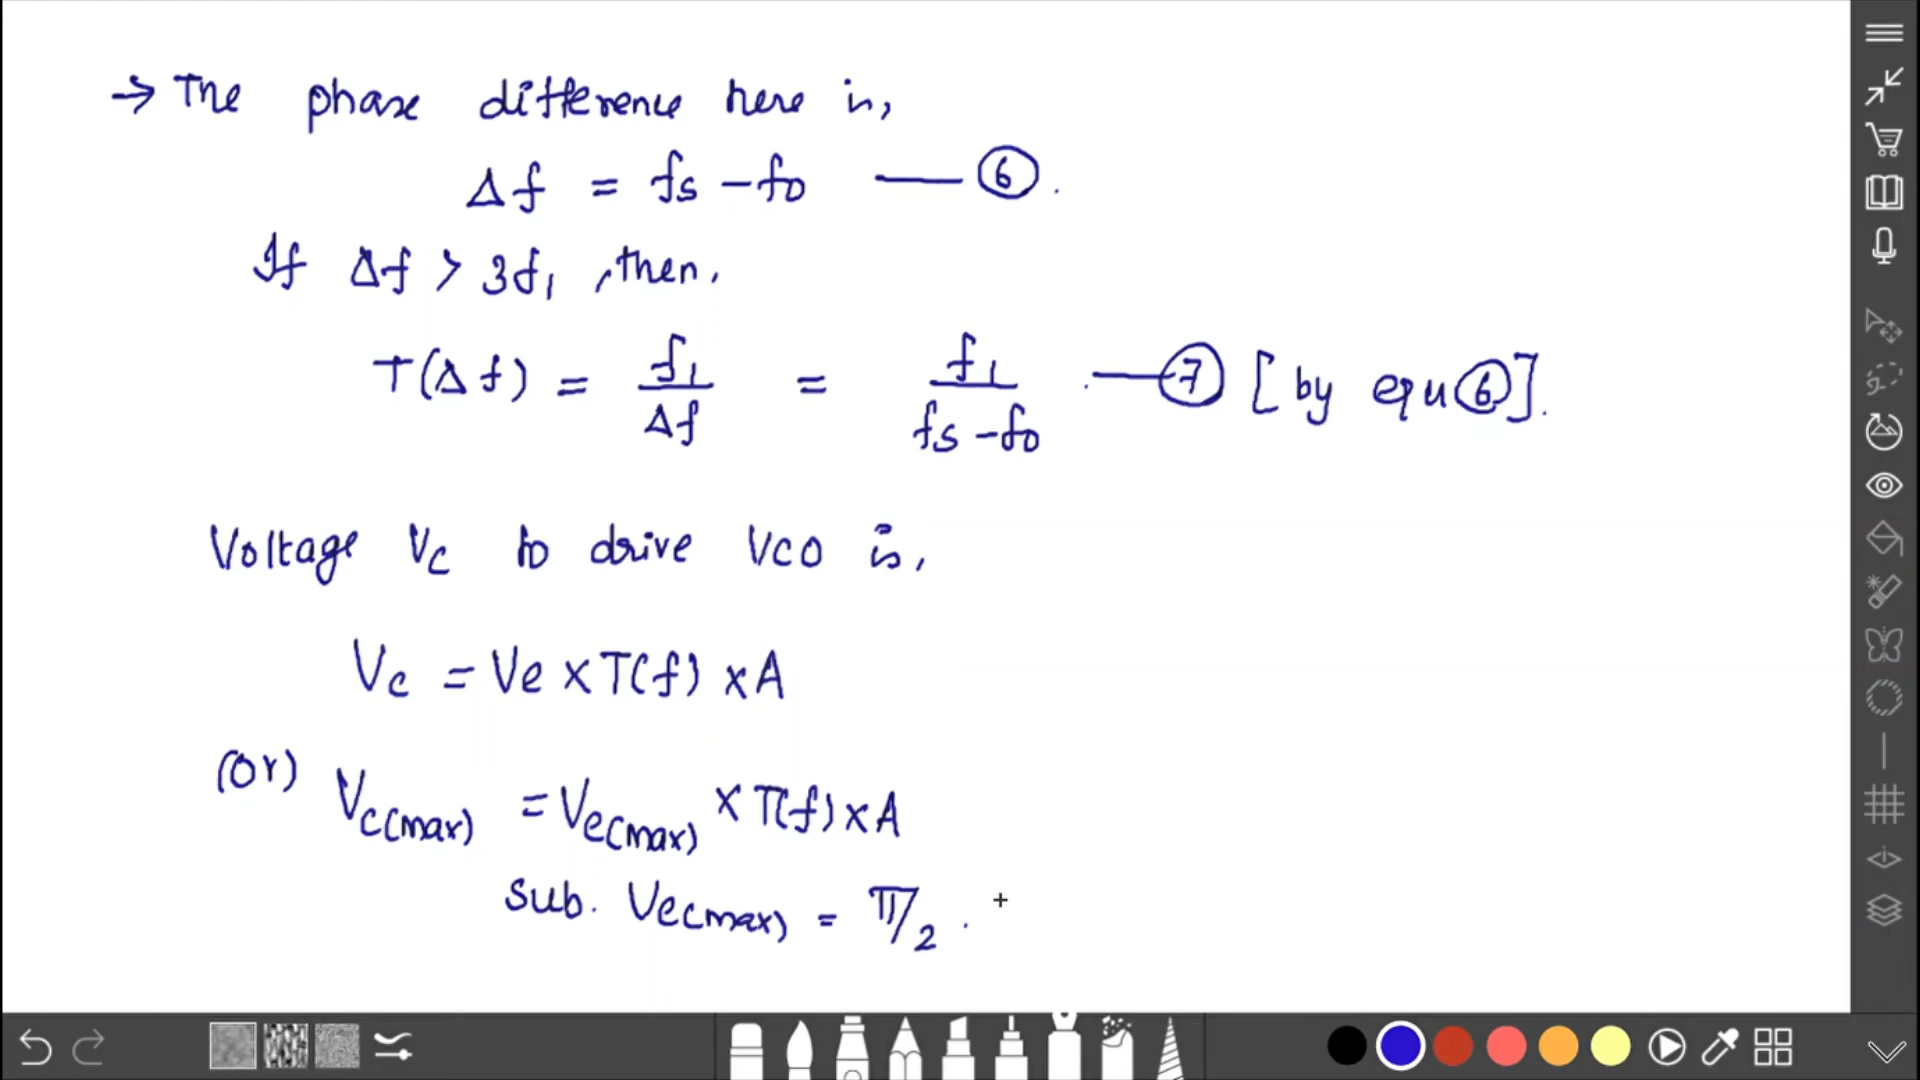 → The phase difference here is,
Δf = fs - fo — ⑥.
If Δf > 3f₁, then,
T(Δf) = f₁/Δf = f₁/(fs - fo) — ⑦ [by equ⑥].
Voltage Vc to drive VCO is,
Vc = Ve × T(f) × A
(or) Vc(max) = Ve(max) × T(f) × A
Sub. Ve(max) = π/2.